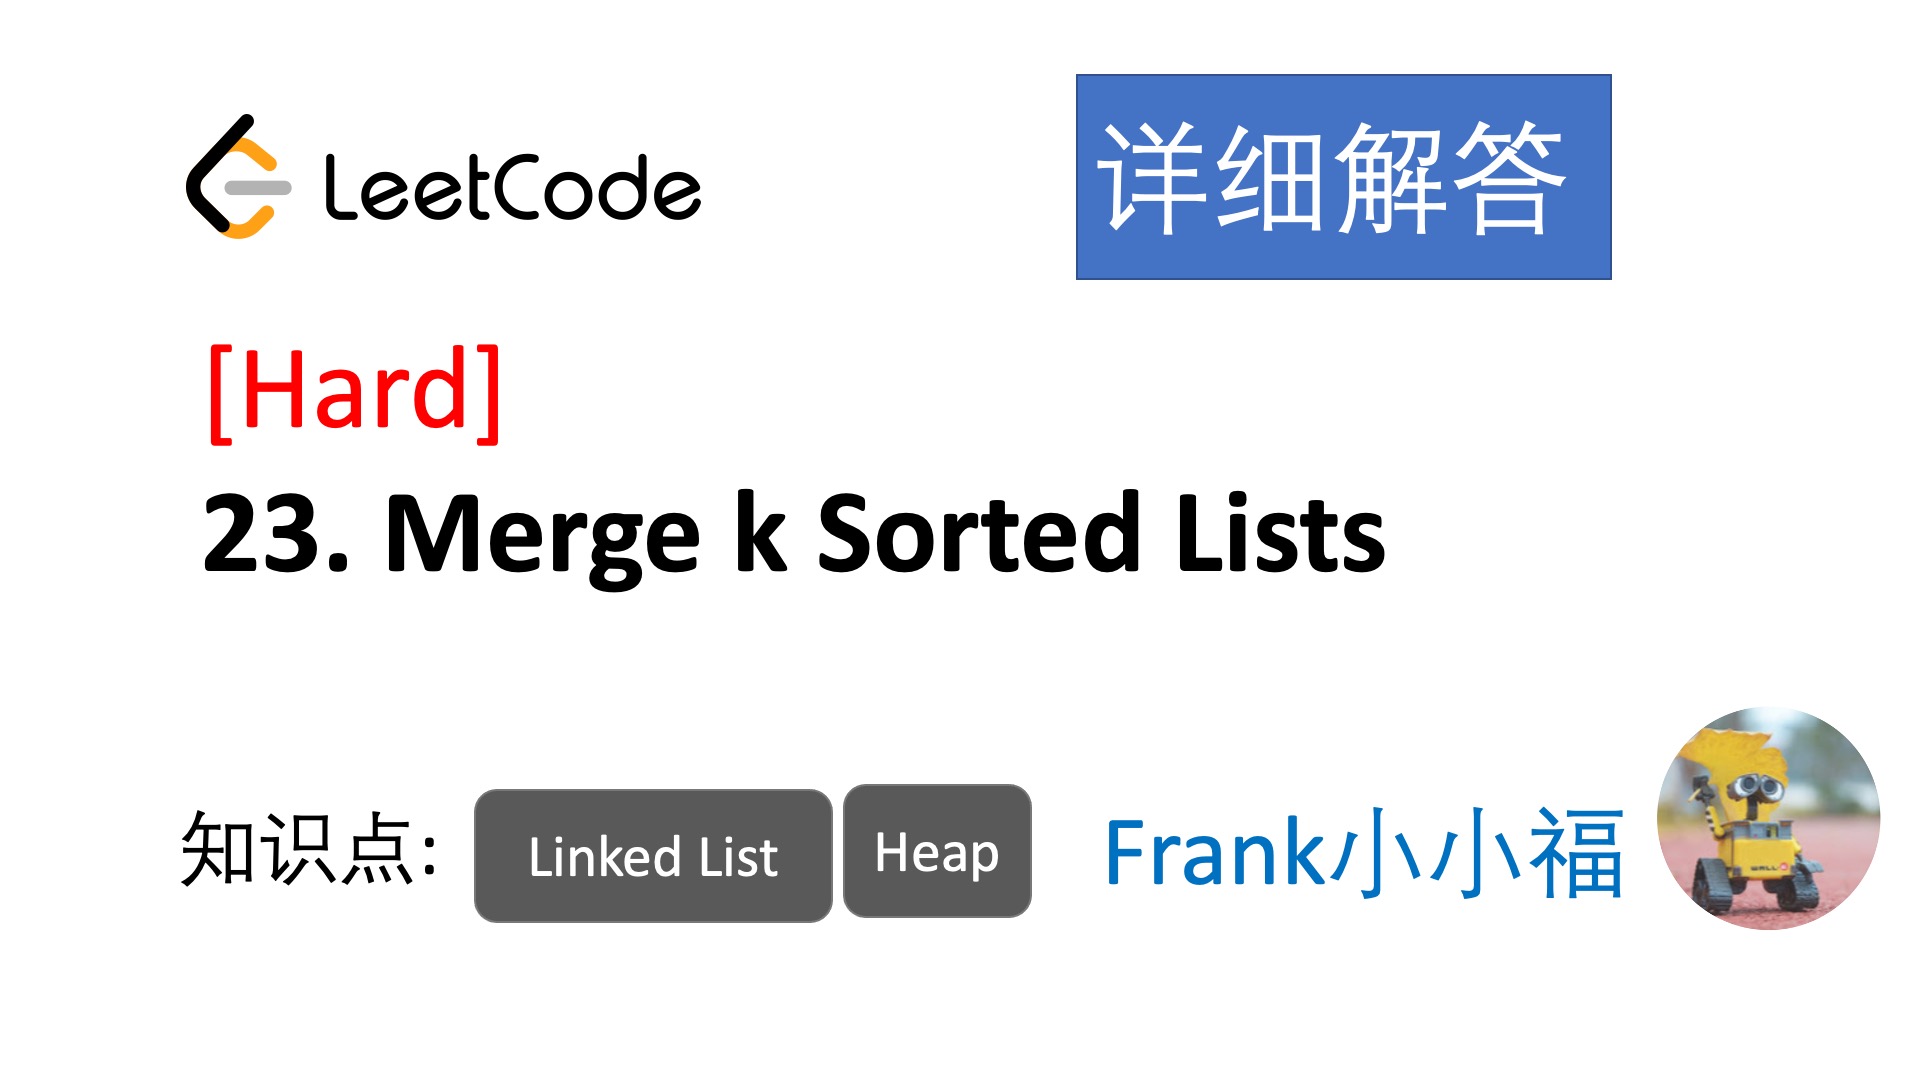 LeetCode
详细解答
[Hard]
23. Merge k Sorted Lists
知识点:
Linked List
Heap
Frank小小福
WALL